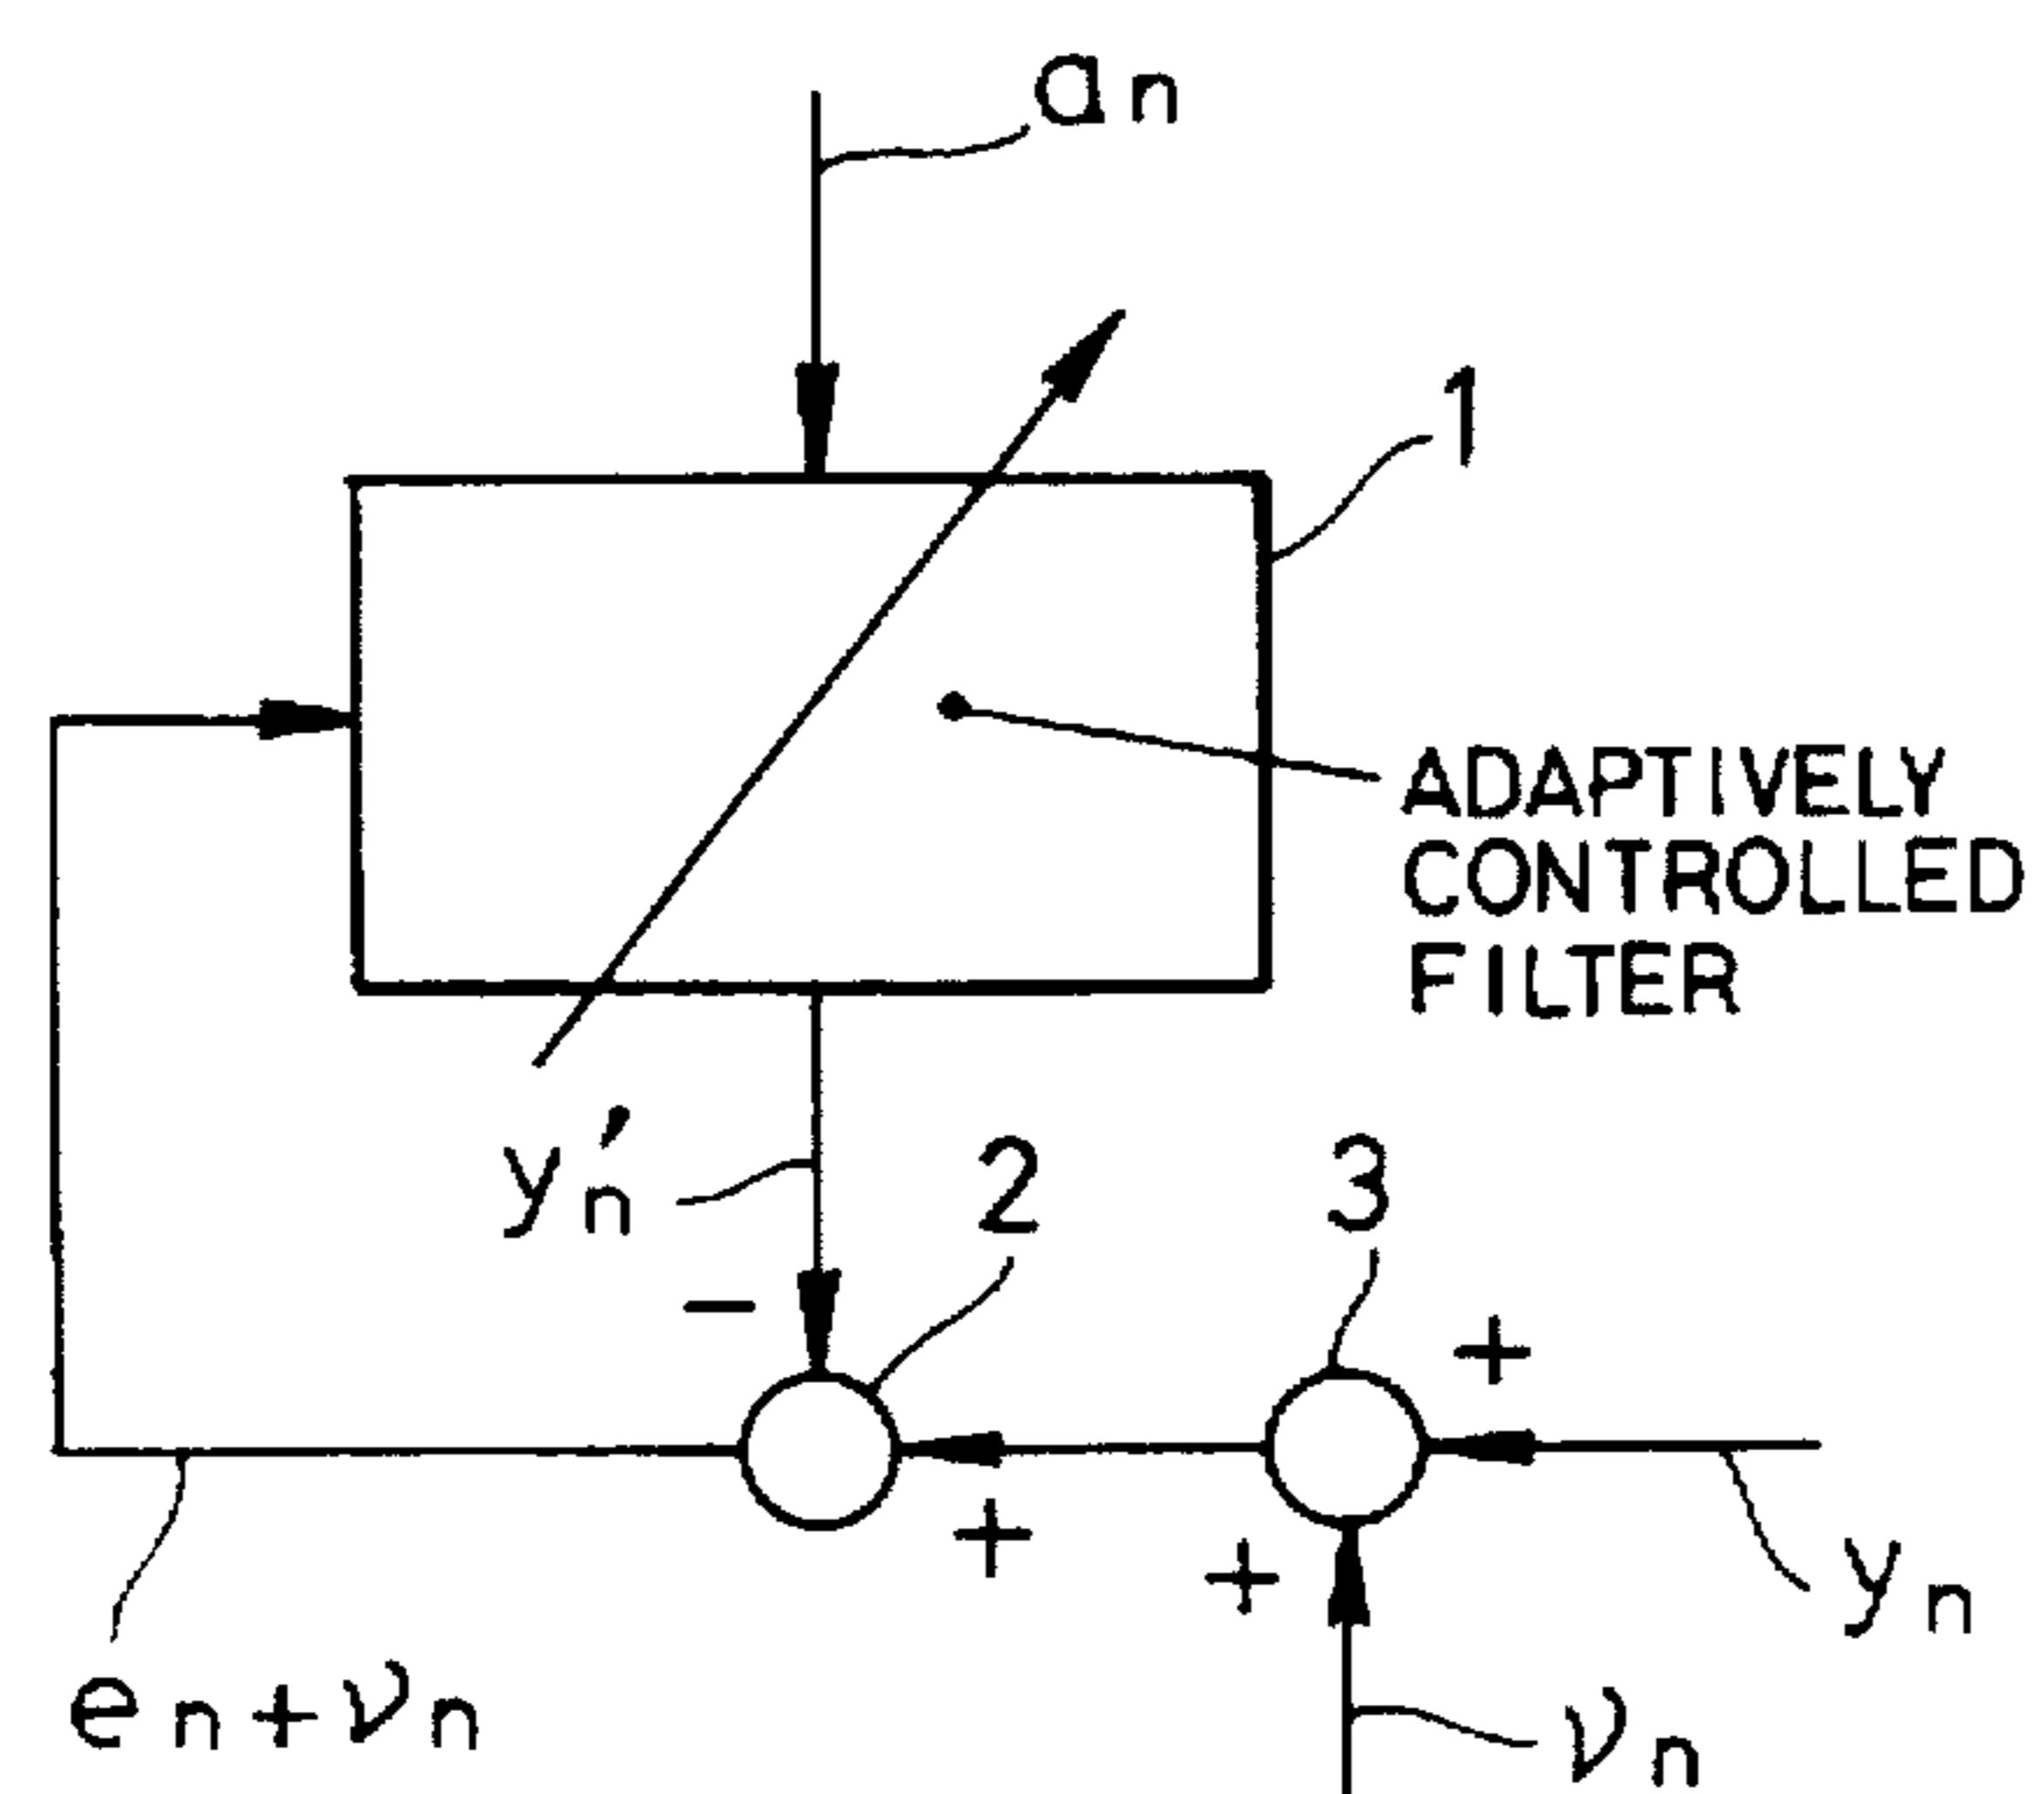 an
1
ADAPTIVELY
CONTROLLED
FILTER
y'n
2
3
−
+
+
+
yn
en+νn
νn